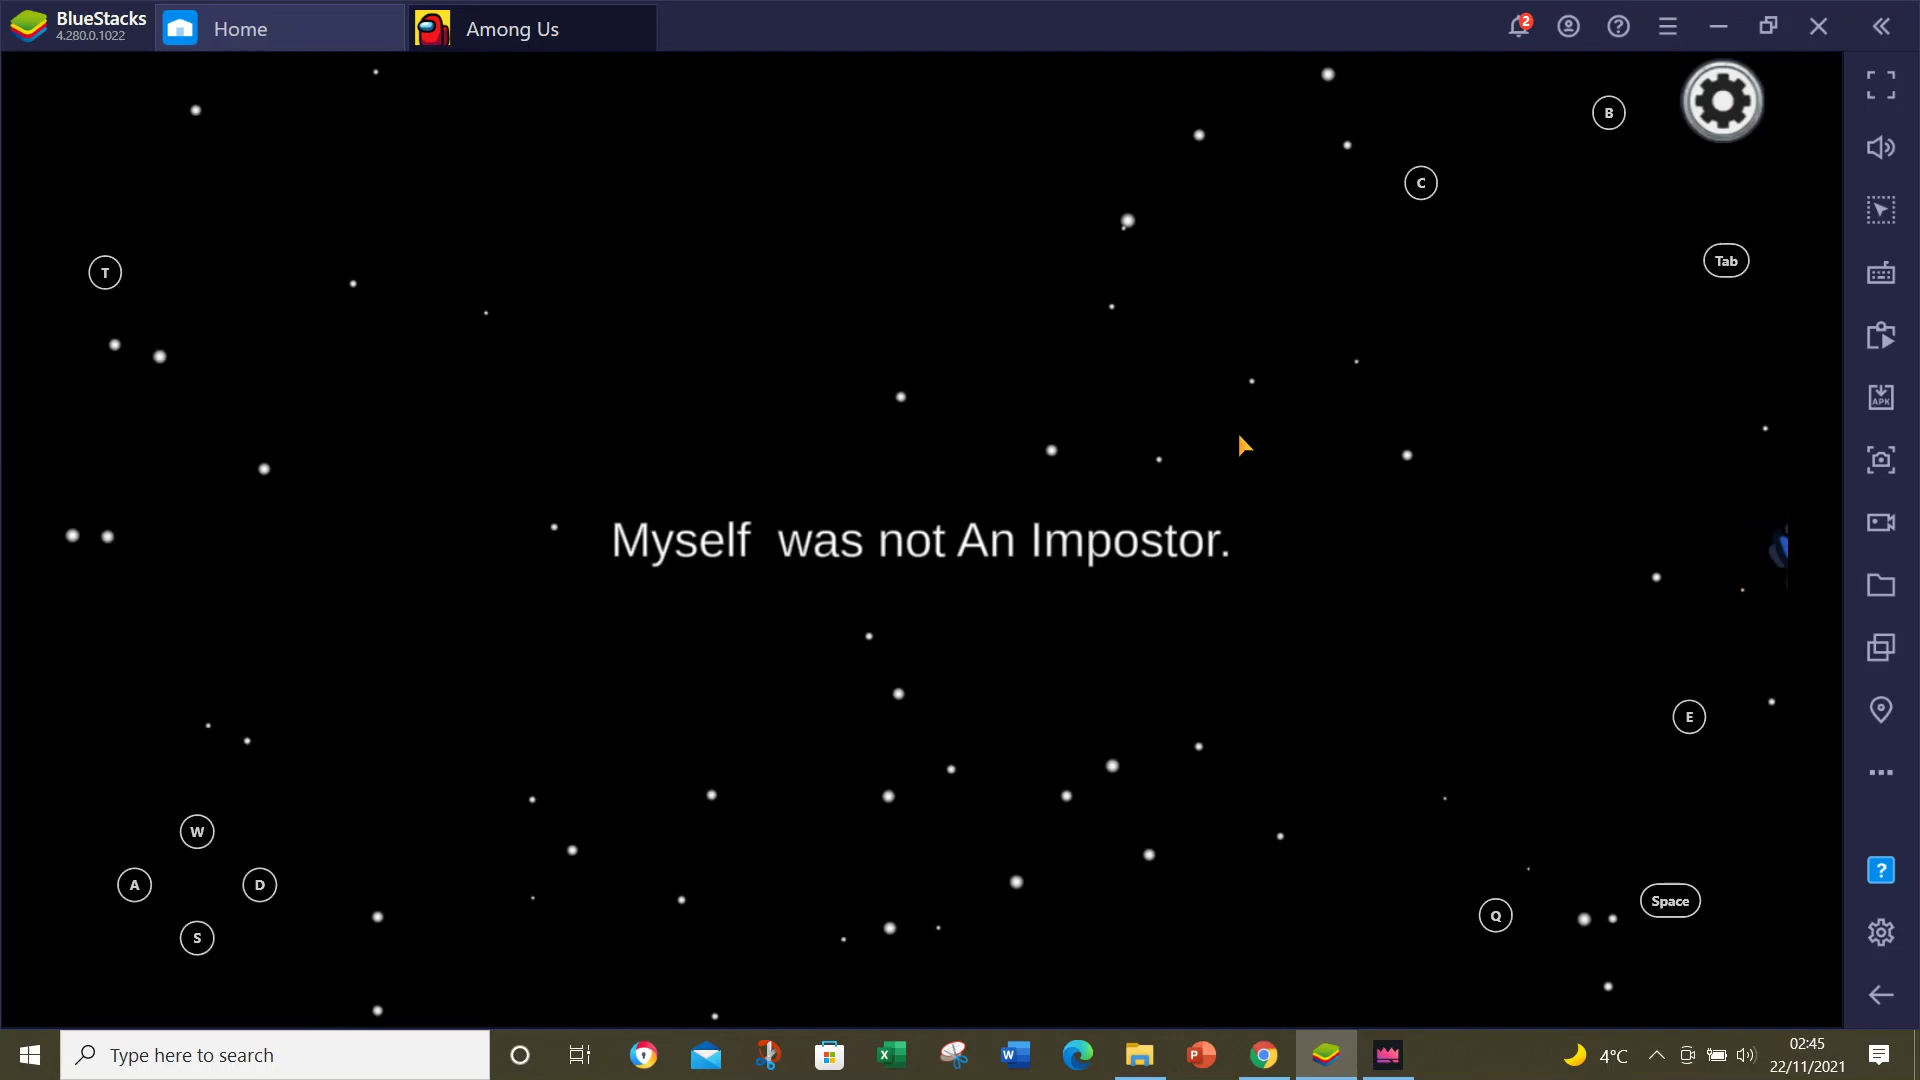 BlueStacks
4.280.0.1022
Home
Among Us
2
B
C
T
Tab
APK
Myself  was not An Impostor.
E
W
A
D
S
Q
Space
?
Type here to search
X
W
P
4°C
02:45
22/11/2021